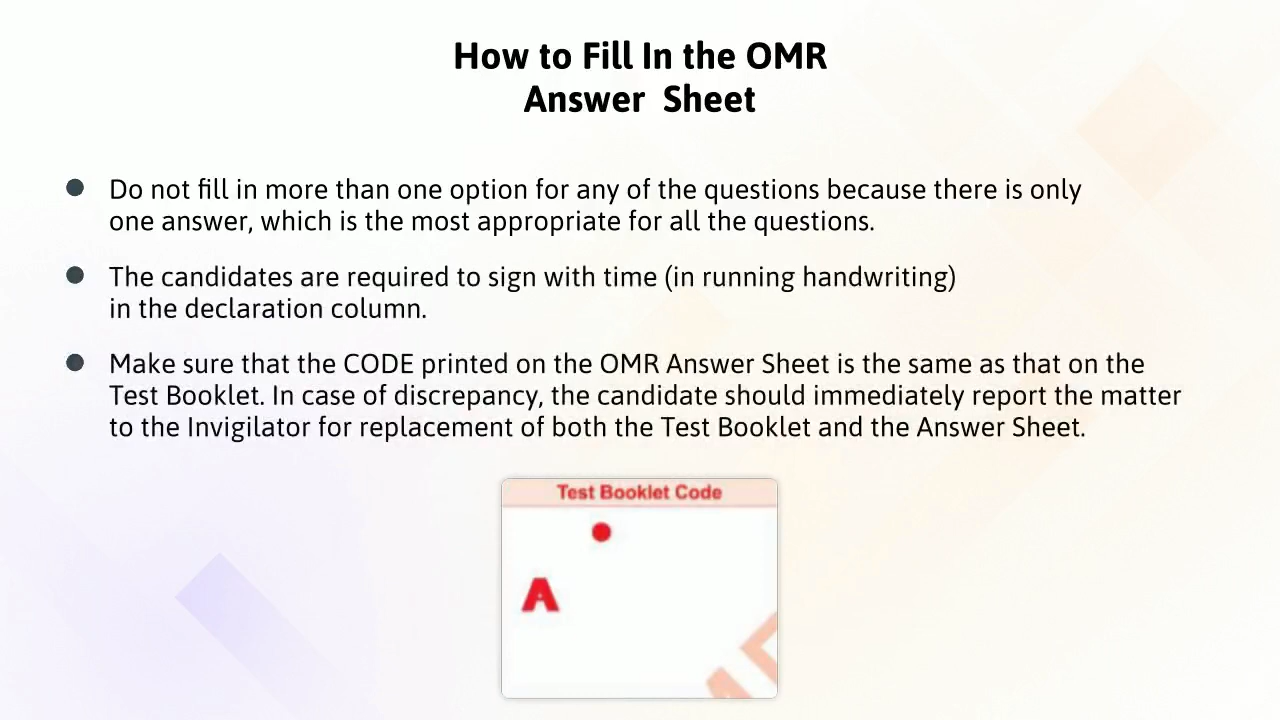 How to Fill In the OMR
Answer Sheet
Do not fill in more than one option for any of the questions because there is only
one answer, which is the most appropriate for all the questions.
The candidates are required to sign with time (in running handwriting)
in the declaration column.
Make sure that the CODE printed on the OMR Answer Sheet is the same as that on the
Test Booklet. In case of discrepancy, the candidate should immediately report the matter
to the Invigilator for replacement of both the Test Booklet and the Answer Sheet.
Test Booklet Code
A